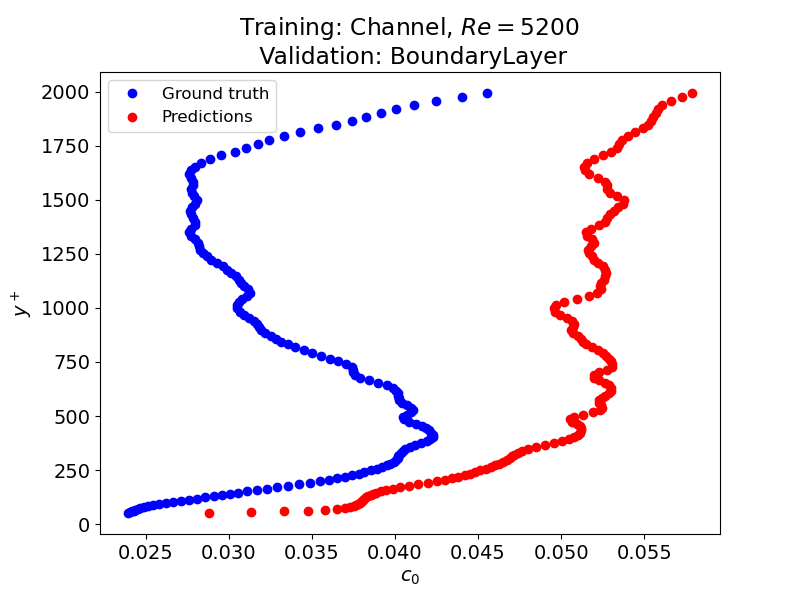 Training: Channel, Re = 5200
Validation: BoundaryLayer
Ground truth
Predictions
2000
1750
1500
1250
1000
750
500
250
0
y⁺
0.025 0.030 0.035 0.040 0.045 0.050 0.055
c₀